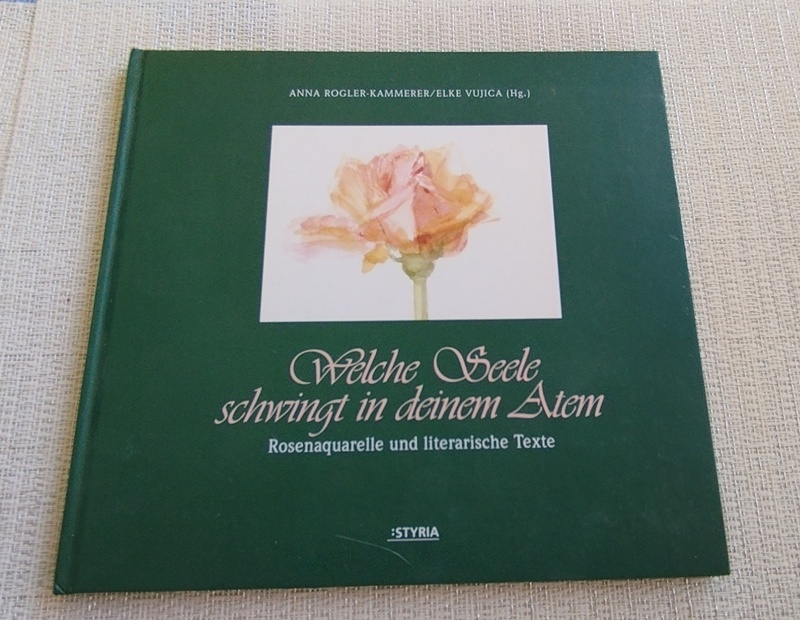 ANNA ROGLER-KAMMERER/ELKE VUJICA (Hg.)
Welche Seele
schwingt in deinem Atem
Rosenaquarelle und literarische Texte
:STYRIA